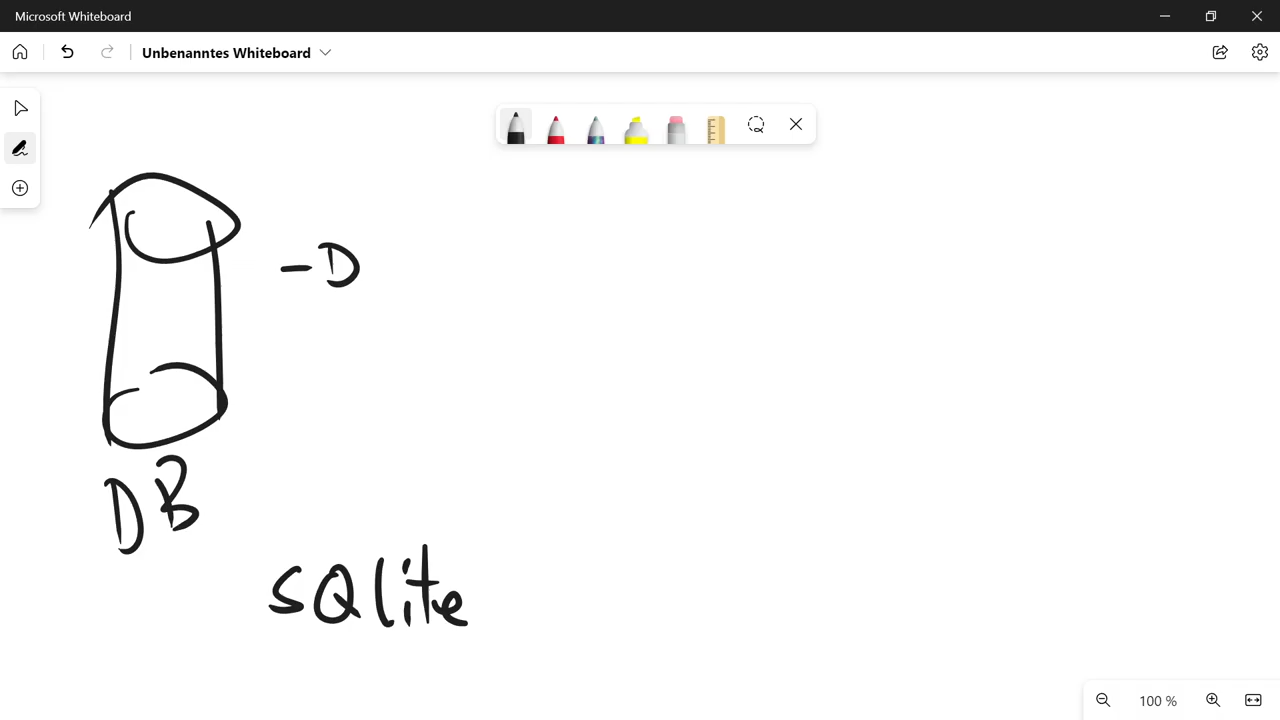 Microsoft Whiteboard
Unbenanntes Whiteboard
- D
DB
SQlite
100 %